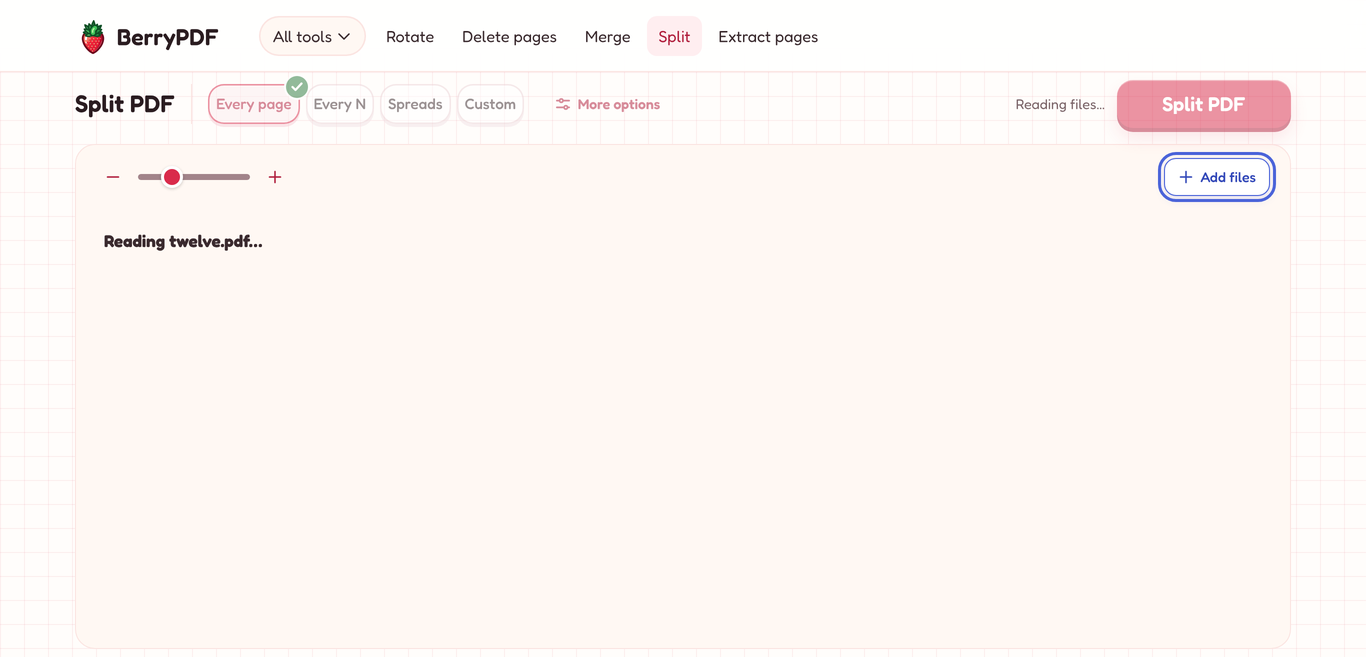 BerryPDF
All tools
Rotate
Delete pages
Merge
Split
Extract pages
Split PDF
Every page
Every N
Spreads
Custom
More options
Reading files...
Split PDF
Add files
Reading twelve.pdf...